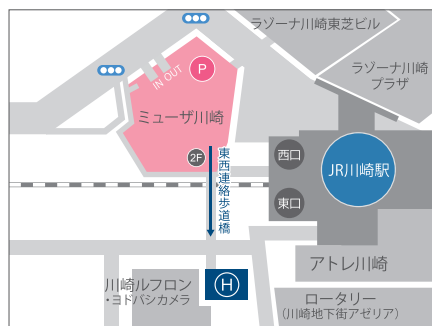 ラゾーナ川崎東芝ビル
ラゾーナ川崎
プラザ
IN OUT
P
ミューザ川崎
2F
東西連絡歩道橋
西口
JR川崎駅
東口
アトレ川崎
川崎ルフロン
・ヨドバシカメラ
H
ロータリー
(川崎地下街アゼリア)